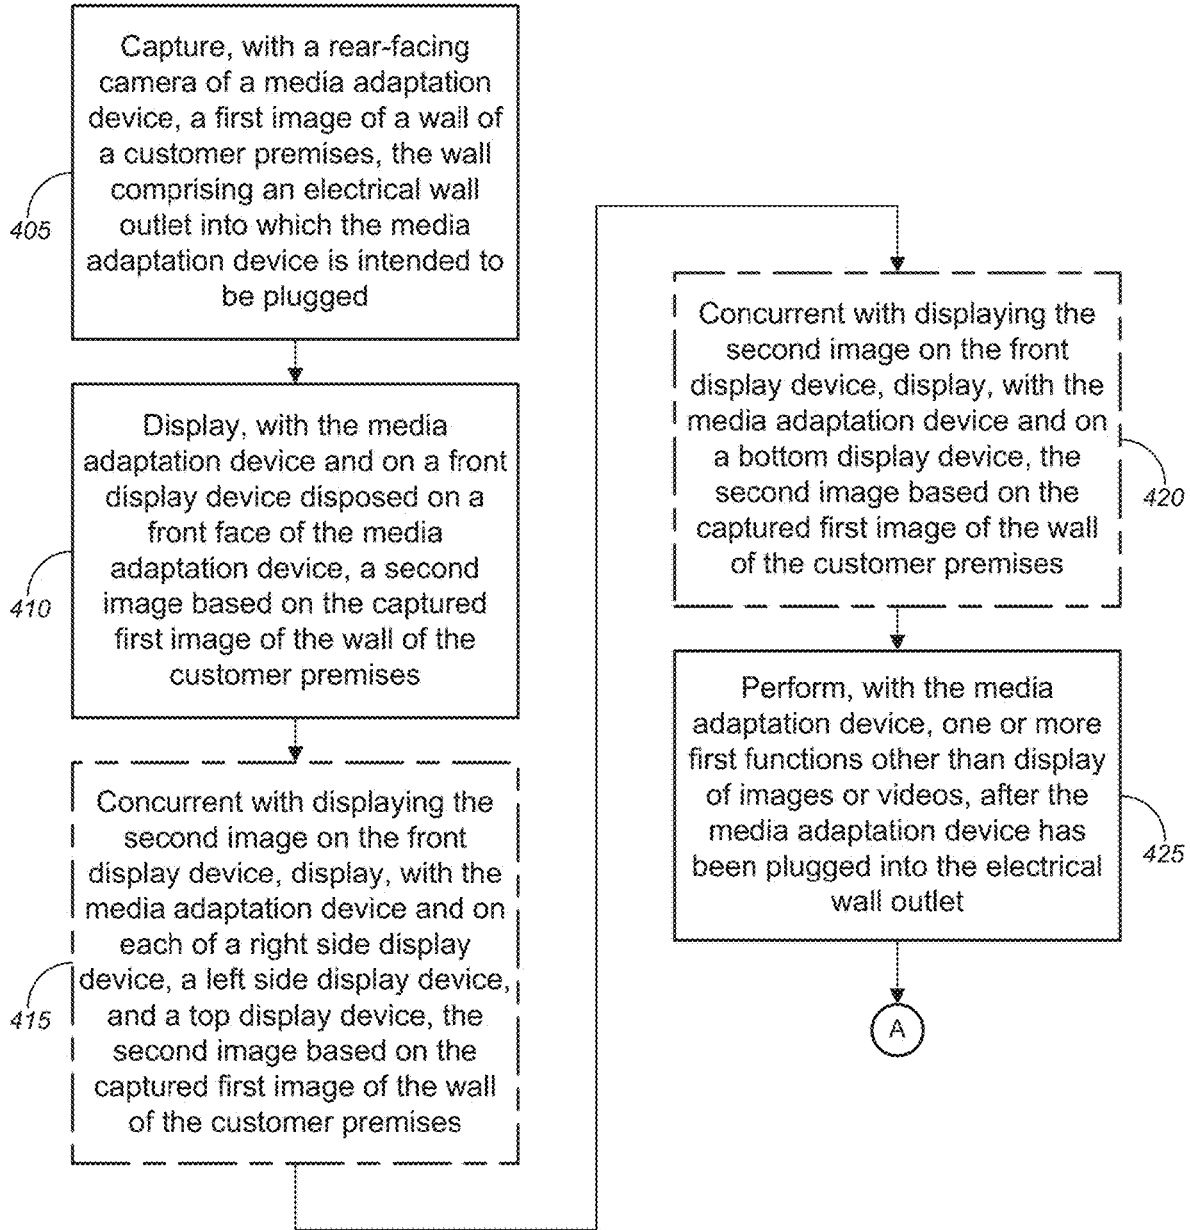 Capture, with a rear-facing
camera of a media adaptation
device, a first image of a wall of
a customer premises, the wall
comprising an electrical wall
outlet into which the media
adaptation device is intended to
be plugged
405
Display, with the media
adaptation device and on a front
display device disposed on a
front face of the media
adaptation device, a second
image based on the captured
first image of the wall of the
customer premises
410
Concurrent with displaying the
second image on the front
display device, display, with the
media adaptation device and on
each of a right side display
device, a left side display device,
and a top display device, the
second image based on the
captured first image of the wall
of the customer premises
415
Concurrent with displaying the
second image on the front
display device, display, with the
media adaptation device and on
a bottom display device, the
second image based on the
captured first image of the wall
of the customer premises
420
Perform, with the media
adaptation device, one or more
first functions other than display
of images or videos, after the
media adaptation device has
been plugged into the electrical
wall outlet
425
A